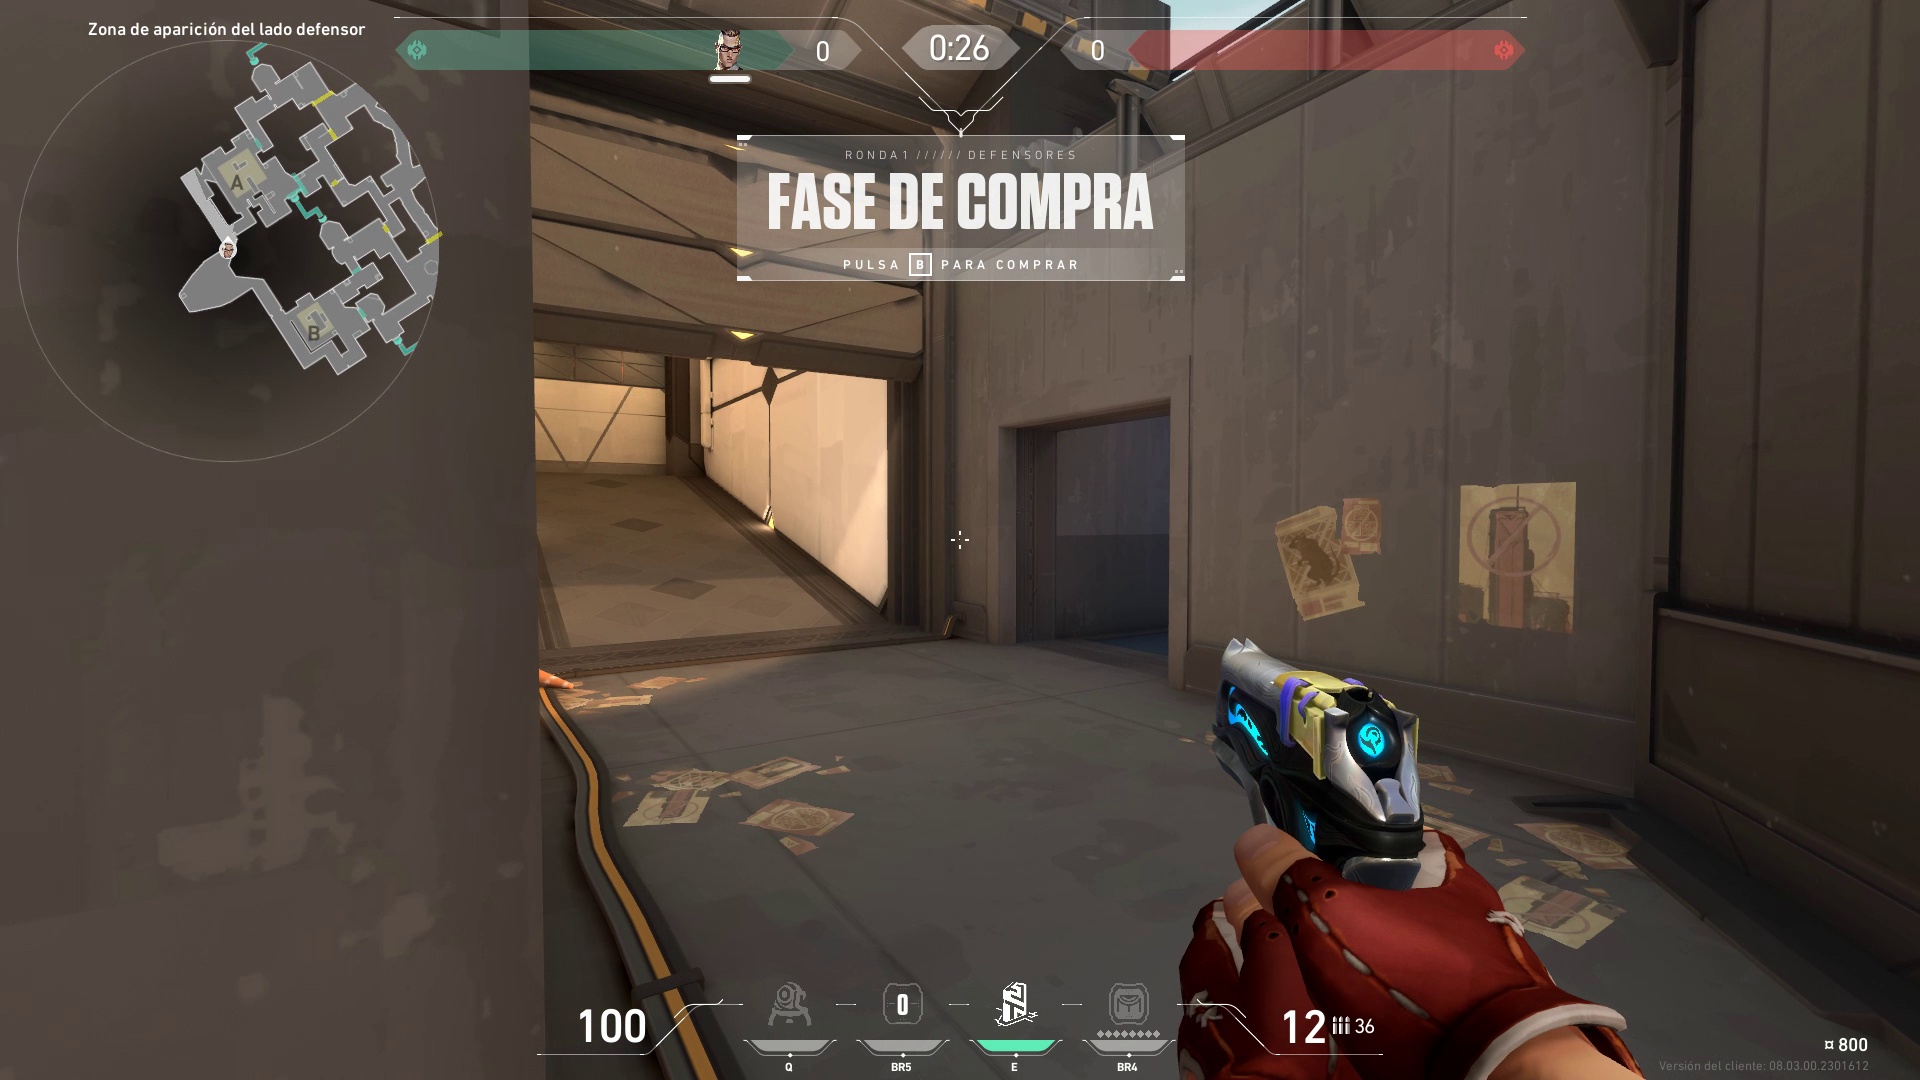 Zona de aparición del lado defensor
0
0:26
0
RONDA 1 ////// DEFENSORES
FASE DE COMPRA
PULSA B PARA COMPRAR
A
B
0
100
12 36
Q
BR5
E
BR4
¤ 800
Versión del cliente: 08.03.00.2301612